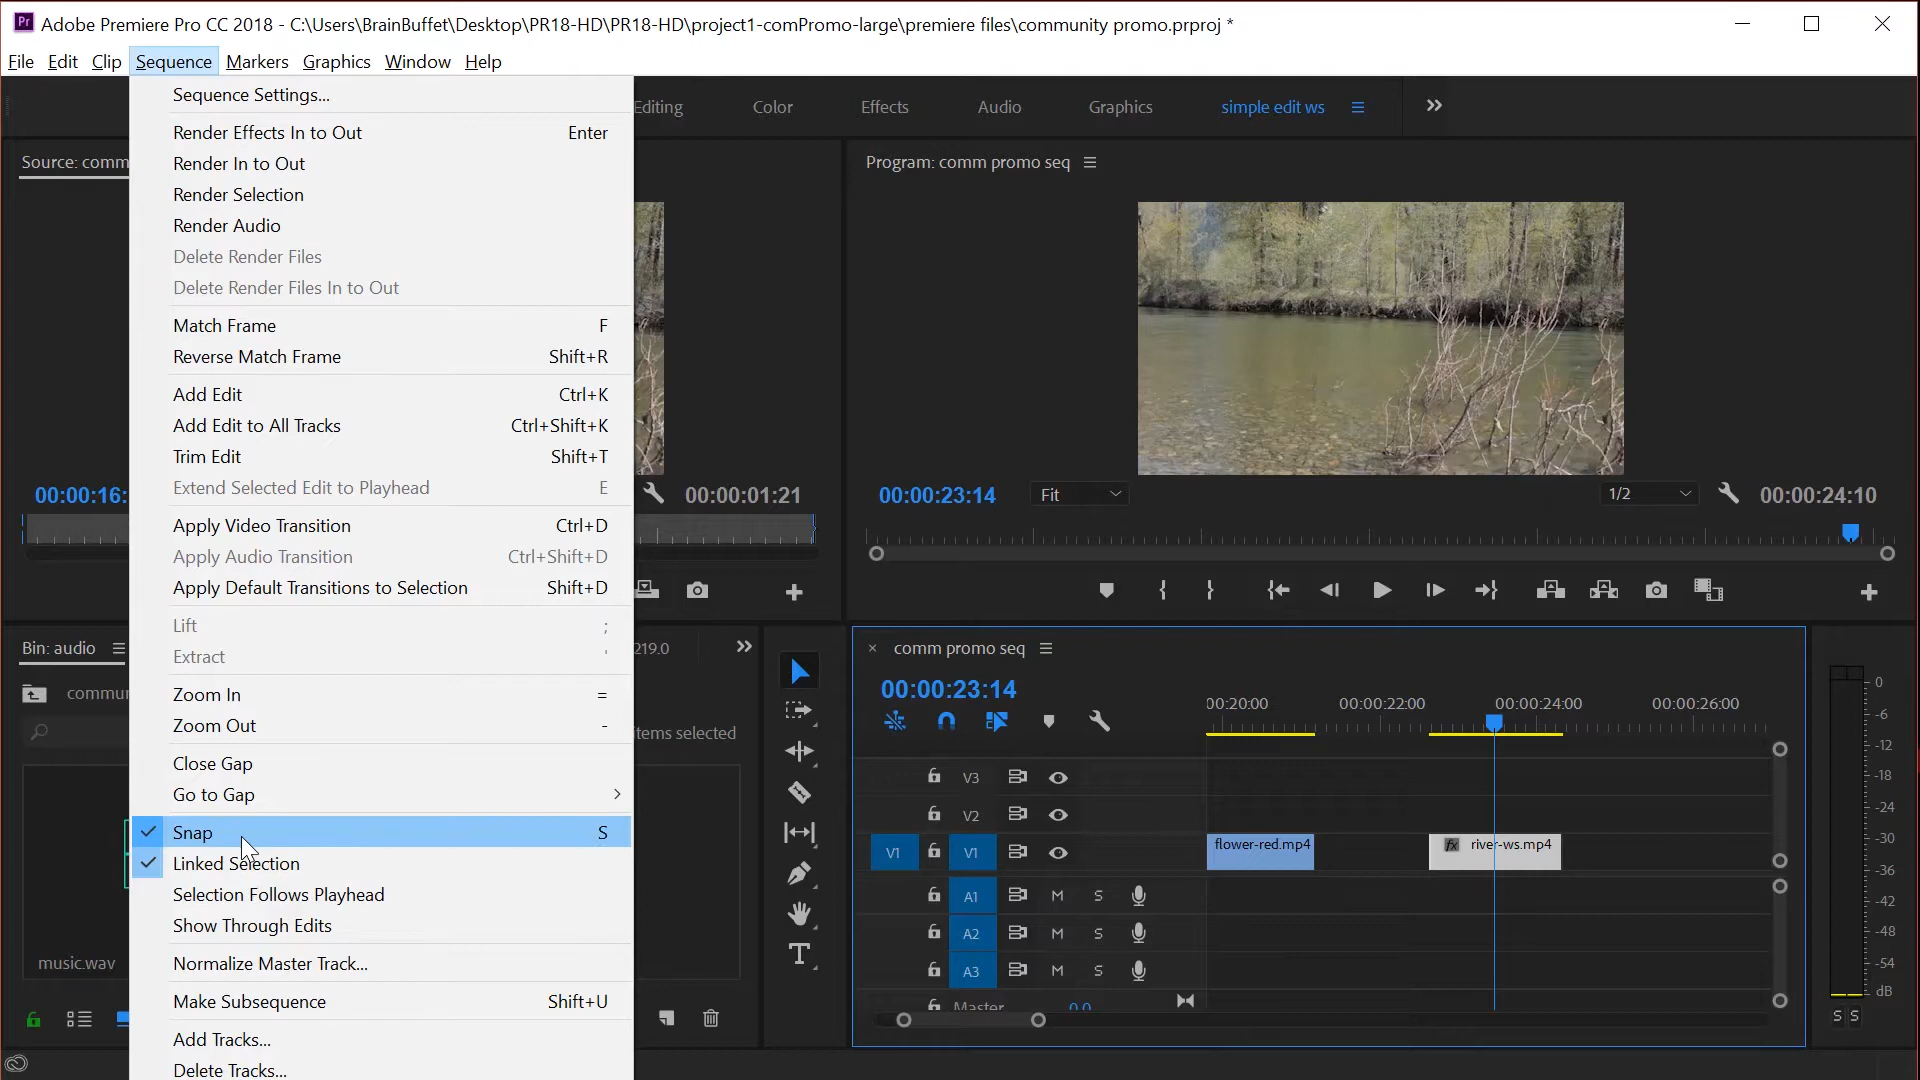 Adobe Premiere Pro CC 2018 - C:\Users\BrainBuffet\Desktop\PR18-HD\PR18-HD\project1-comPromo-large\premiere files\community promo.prproj *
File Edit Clip Sequence Markers Graphics Window Help
Sequence Settings...
Render Effects In to Out Enter
Render In to Out
Render Selection
Render Audio
Delete Render Files
Delete Render Files In to Out
Match Frame F
Reverse Match Frame Shift+R
Add Edit Ctrl+K
Add Edit to All Tracks Ctrl+Shift+K
Trim Edit Shift+T
Extend Selected Edit to Playhead E
Apply Video Transition Ctrl+D
Apply Audio Transition Ctrl+Shift+D
Apply Default Transitions to Selection Shift+D
Lift ;
Extract '
Zoom In =
Zoom Out -
Close Gap
Go to Gap
Snap S
Linked Selection
Selection Follows Playhead
Show Through Edits
Normalize Master Track...
Make Subsequence Shift+U
Add Tracks...
Delete Tracks...
Editing Color Effects Audio Graphics simple edit ws
Source: comm
00:00:16: 00:00:01:21
Program: comm promo seq
00:00:23:14 Fit 1/2 00:00:24:10
Bin: audio 219.0
commun
items selected
music.wav
comm promo seq
00:00:23:14
00:20:00 00:00:22:00 00:00:24:00 00:00:26:00
V3
V2
V1 V1 flower-red.mp4 fx river-ws.mp4
A1 M S
A2 M S
A3 M S
Master 0.0
0
-6
-12
-18
-24
-30
-36
-42
-48
-54
dB
S S